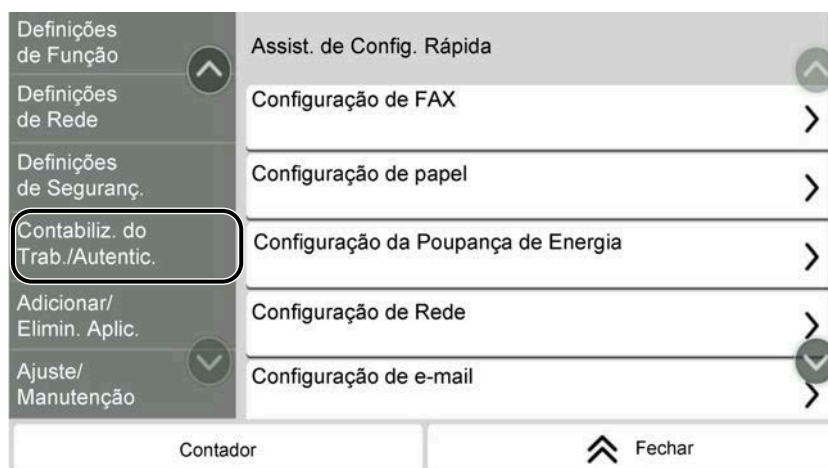 Definições
de Função
Definições
de Rede
Definições
de Seguranç.
Contabiliz. do
Trab./Autentic.
Adicionar/
Elimin. Aplic.
Ajuste/
Manutenção
Assist. de Config. Rápida
Configuração de FAX
Configuração de papel
Configuração da Poupança de Energia
Configuração de Rede
Configuração de e-mail
Contador
Fechar